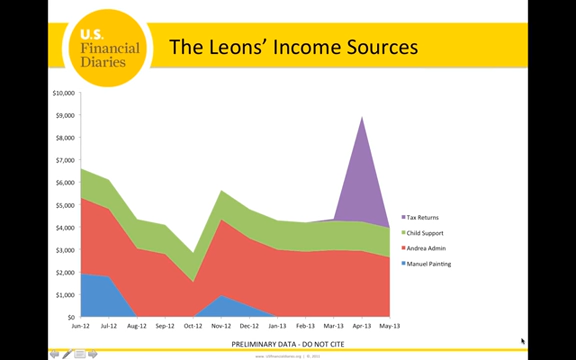 U.S.
Financial
Diaries
The Leons' Income Sources
$10,000
$9,000
$8,000
$7,000
$6,000
$5,000
$4,000
$3,000
$2,000
$1,000
$0
Jun-12 Jul-12 Aug-12 Sep-12 Oct-12 Nov-12 Dec-12 Jan-13 Feb-13 Mar-13 Apr-13 May-13
Tax Returns
Child Support
Andrea Admin
Manuel Painting
PRELIMINARY DATA - DO NOT CITE